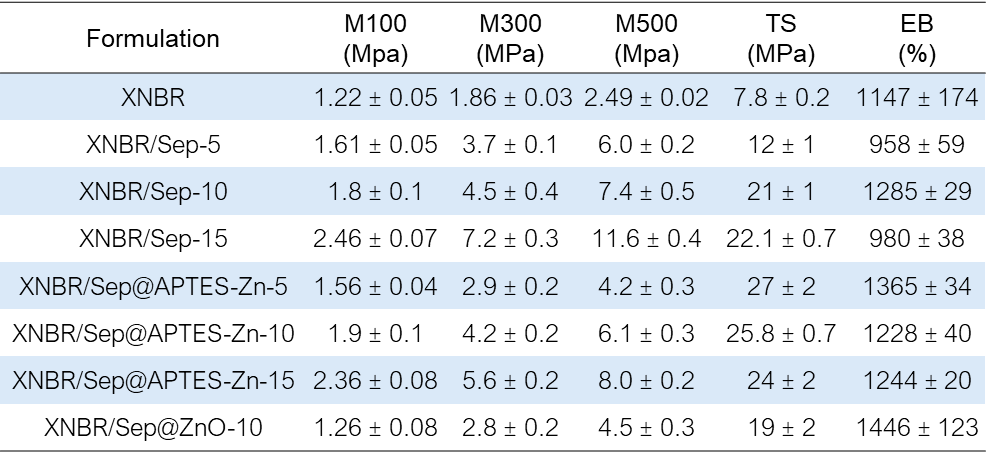 Formulation M100 (Mpa) M300 (MPa) M500 (Mpa) TS (MPa) EB (%)
XNBR 1.22 ± 0.05 1.86 ± 0.03 2.49 ± 0.02 7.8 ± 0.2 1147 ± 174
XNBR/Sep-5 1.61 ± 0.05 3.7 ± 0.1 6.0 ± 0.2 12 ± 1 958 ± 59
XNBR/Sep-10 1.8 ± 0.1 4.5 ± 0.4 7.4 ± 0.5 21 ± 1 1285 ± 29
XNBR/Sep-15 2.46 ± 0.07 7.2 ± 0.3 11.6 ± 0.4 22.1 ± 0.7 980 ± 38
XNBR/Sep@APTES-Zn-5 1.56 ± 0.04 2.9 ± 0.2 4.2 ± 0.3 27 ± 2 1365 ± 34
XNBR/Sep@APTES-Zn-10 1.9 ± 0.1 4.2 ± 0.2 6.1 ± 0.3 25.8 ± 0.7 1228 ± 40
XNBR/Sep@APTES-Zn-15 2.36 ± 0.08 5.6 ± 0.2 8.0 ± 0.2 24 ± 2 1244 ± 20
XNBR/Sep@ZnO-10 1.26 ± 0.08 2.8 ± 0.2 4.5 ± 0.3 19 ± 2 1446 ± 123